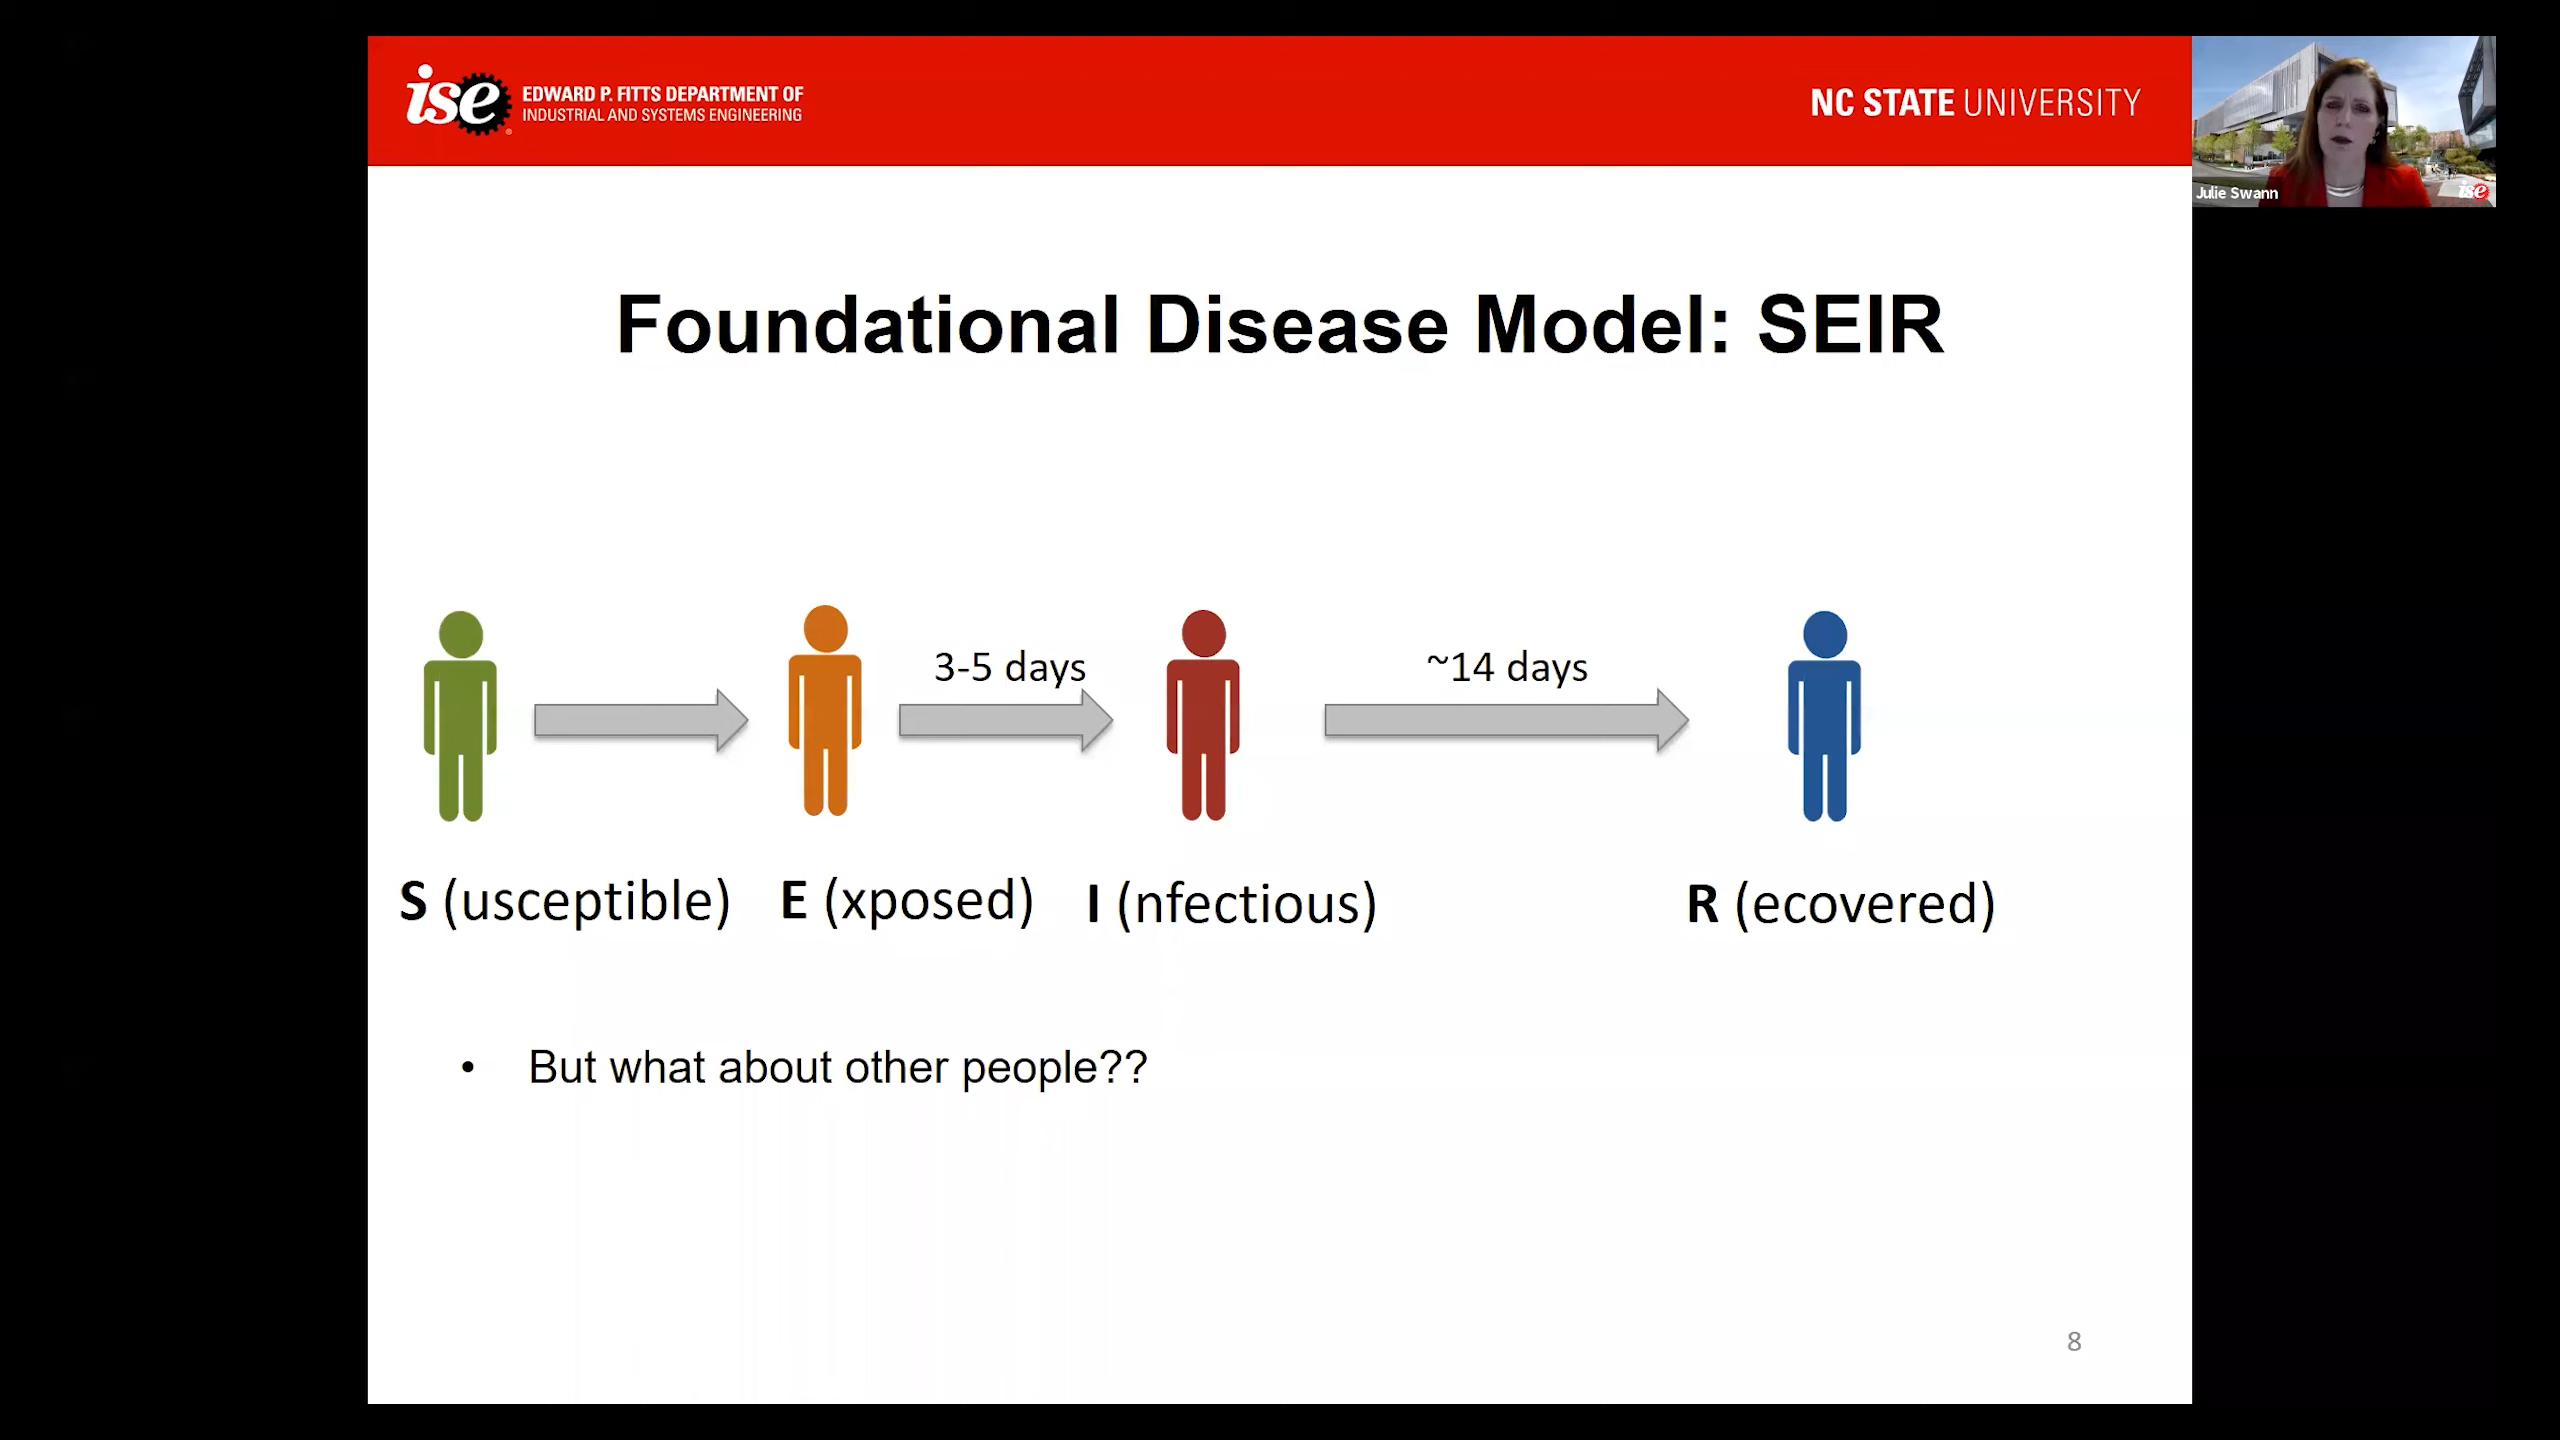 ise EDWARD P. FITTS DEPARTMENT OF
INDUSTRIAL AND SYSTEMS ENGINEERING
NC STATE UNIVERSITY
Julie Swann
ise
Foundational Disease Model: SEIR
3-5 days
~14 days
S (usceptible) E (xposed) I (nfectious) R (ecovered)
• But what about other people??
8